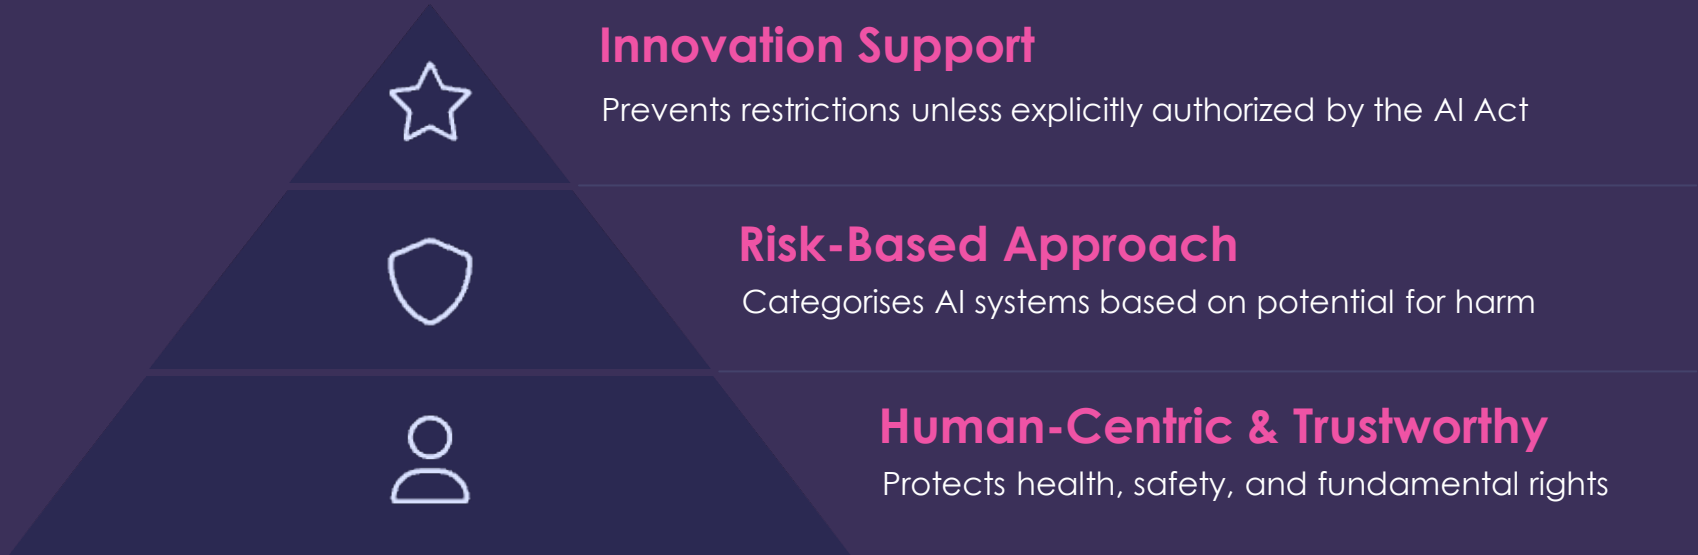 Innovation Support
Prevents restrictions unless explicitly authorized by the AI Act
Risk-Based Approach
Categorises AI systems based on potential for harm
Human-Centric & Trustworthy
Protects health, safety, and fundamental rights